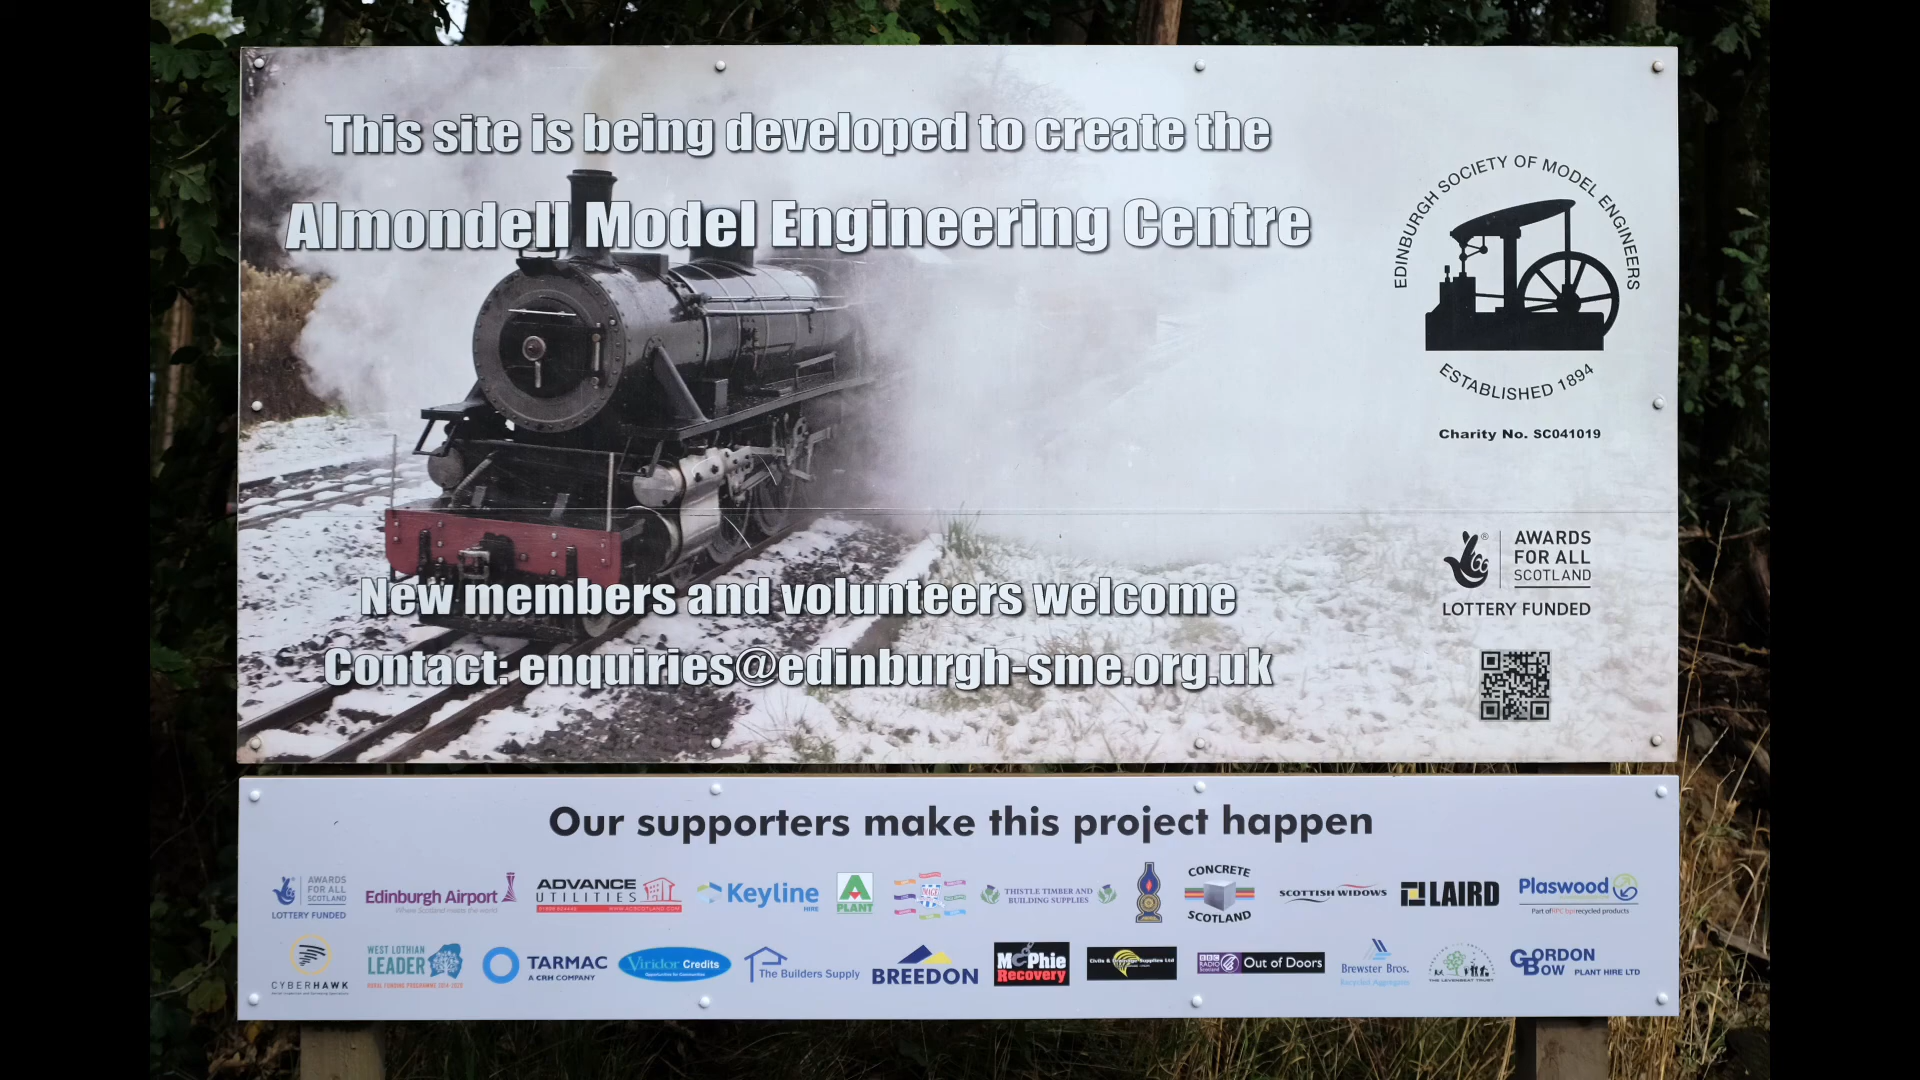 This site is being developed to create the
Almondell Model Engineering Centre
EDINBURGH SOCIETY OF MODEL ENGINEERS
ESTABLISHED 1894
Charity No. SC041019
AWARDS
FOR ALL
SCOTLAND
LOTTERY FUNDED
New members and volunteers welcome
Contact: enquiries@edinburgh-sme.org.uk
Our supporters make this project happen
AWARDS
FOR ALL
SCOTLAND
LOTTERY FUNDED
Edinburgh Airport
Where Scotland meets the world
ADVANCE
UTILITIES
Keyline
HIRE
A
PLANT
THISTLE TIMBER AND
BUILDING SUPPLIES
CONCRETE
SCOTLAND
SCOTTISH WIDOWS
LAIRD
Plaswood
Part of RPC bpi recycled products
CYBERHAWK
WEST LOTHIAN
LEADER
RURAL FUNDING PROGRAMME 2014-2020
TARMAC
A CRH COMPANY
Viridor Credits
Opportunities for Communities
The Builders Supply
BREEDON
McPhie
Recovery
Civils & Drainage Supplies Ltd
BBC
RADIO
Scotland
Out of Doors
Brewster Bros.
Recycled Aggregates
THE LEVENSEAT TRUST
GORDON
BOW PLANT HIRE LTD